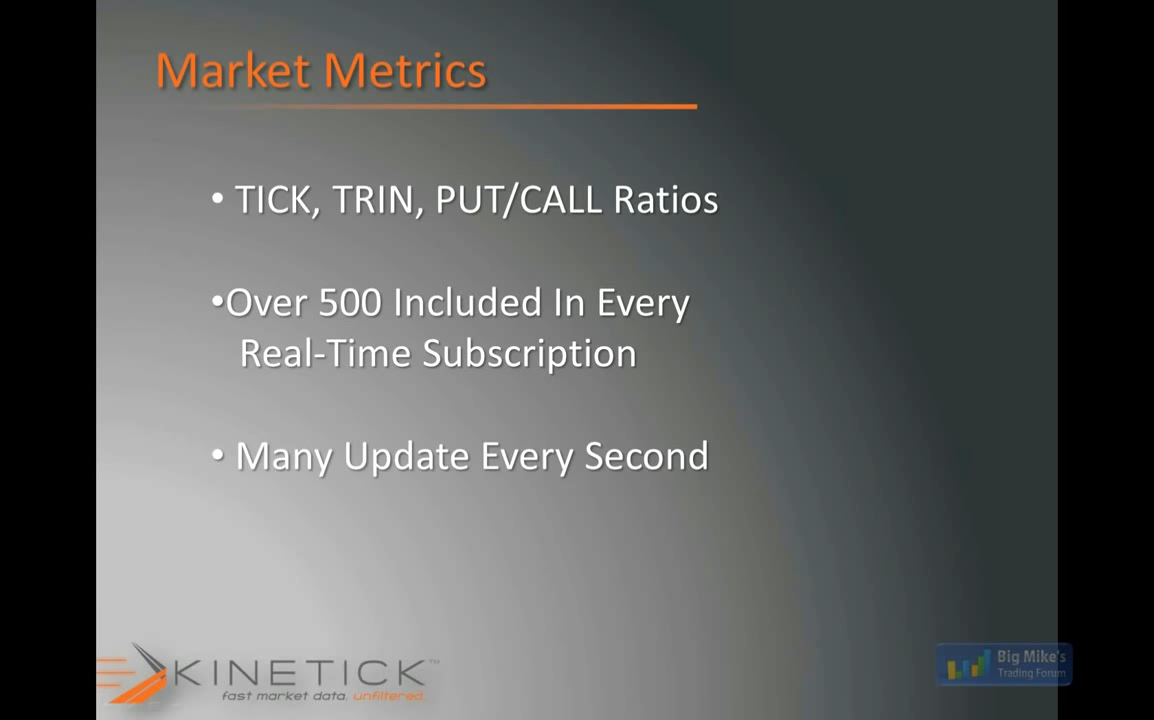 Market Metrics
• TICK, TRIN, PUT/CALL Ratios
•Over 500 Included In Every
Real-Time Subscription
• Many Update Every Second
KINETICK™
fast market data. unfiltered.
Big Mike's
Trading Forum